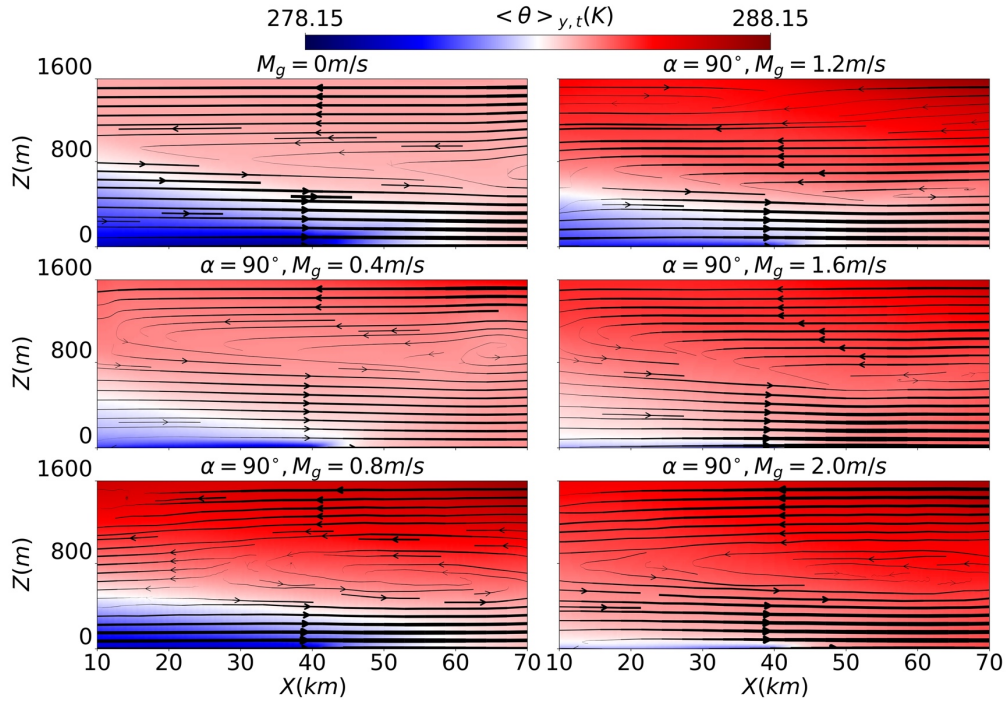 278.15 < θ >y,t(K) 288.15
Mg = 0m/s
α = 90°, Mg = 1.2m/s
1600
800
0
Z(m)
α = 90°, Mg = 0.4m/s
α = 90°, Mg = 1.6m/s
1600
800
0
Z(m)
α = 90°, Mg = 0.8m/s
α = 90°, Mg = 2.0m/s
1600
800
0
Z(m)
10 20 30 40 50 60 70
10 20 30 40 50 60 70
X(km)
X(km)